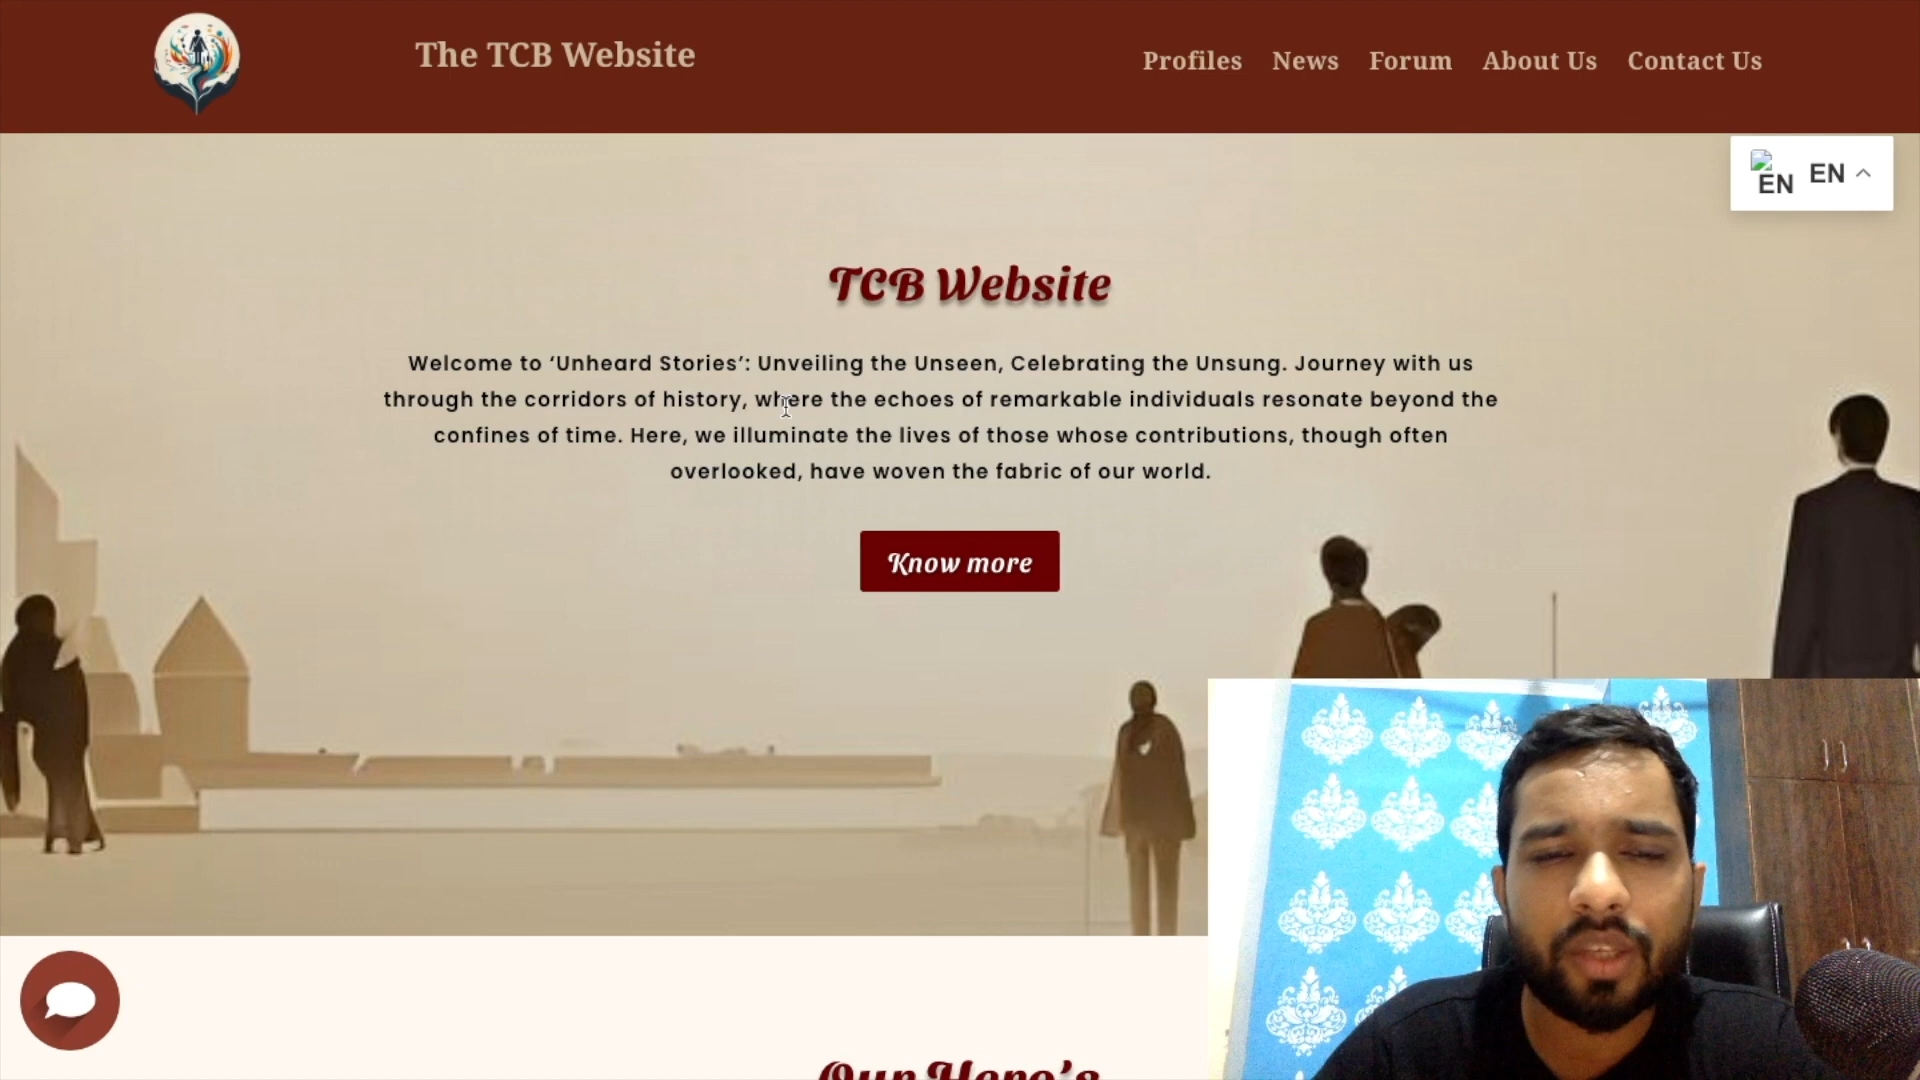 The TCB Website
Profiles News Forum About Us Contact Us
EN EN
TCB Website
Welcome to ‘Unheard Stories’: Unveiling the Unseen, Celebrating the Unsung. Journey with us
through the corridors of history, where the echoes of remarkable individuals resonate beyond the
confines of time. Here, we illuminate the lives of those whose contributions, though often
overlooked, have woven the fabric of our world.
Know more
Our Hero’s